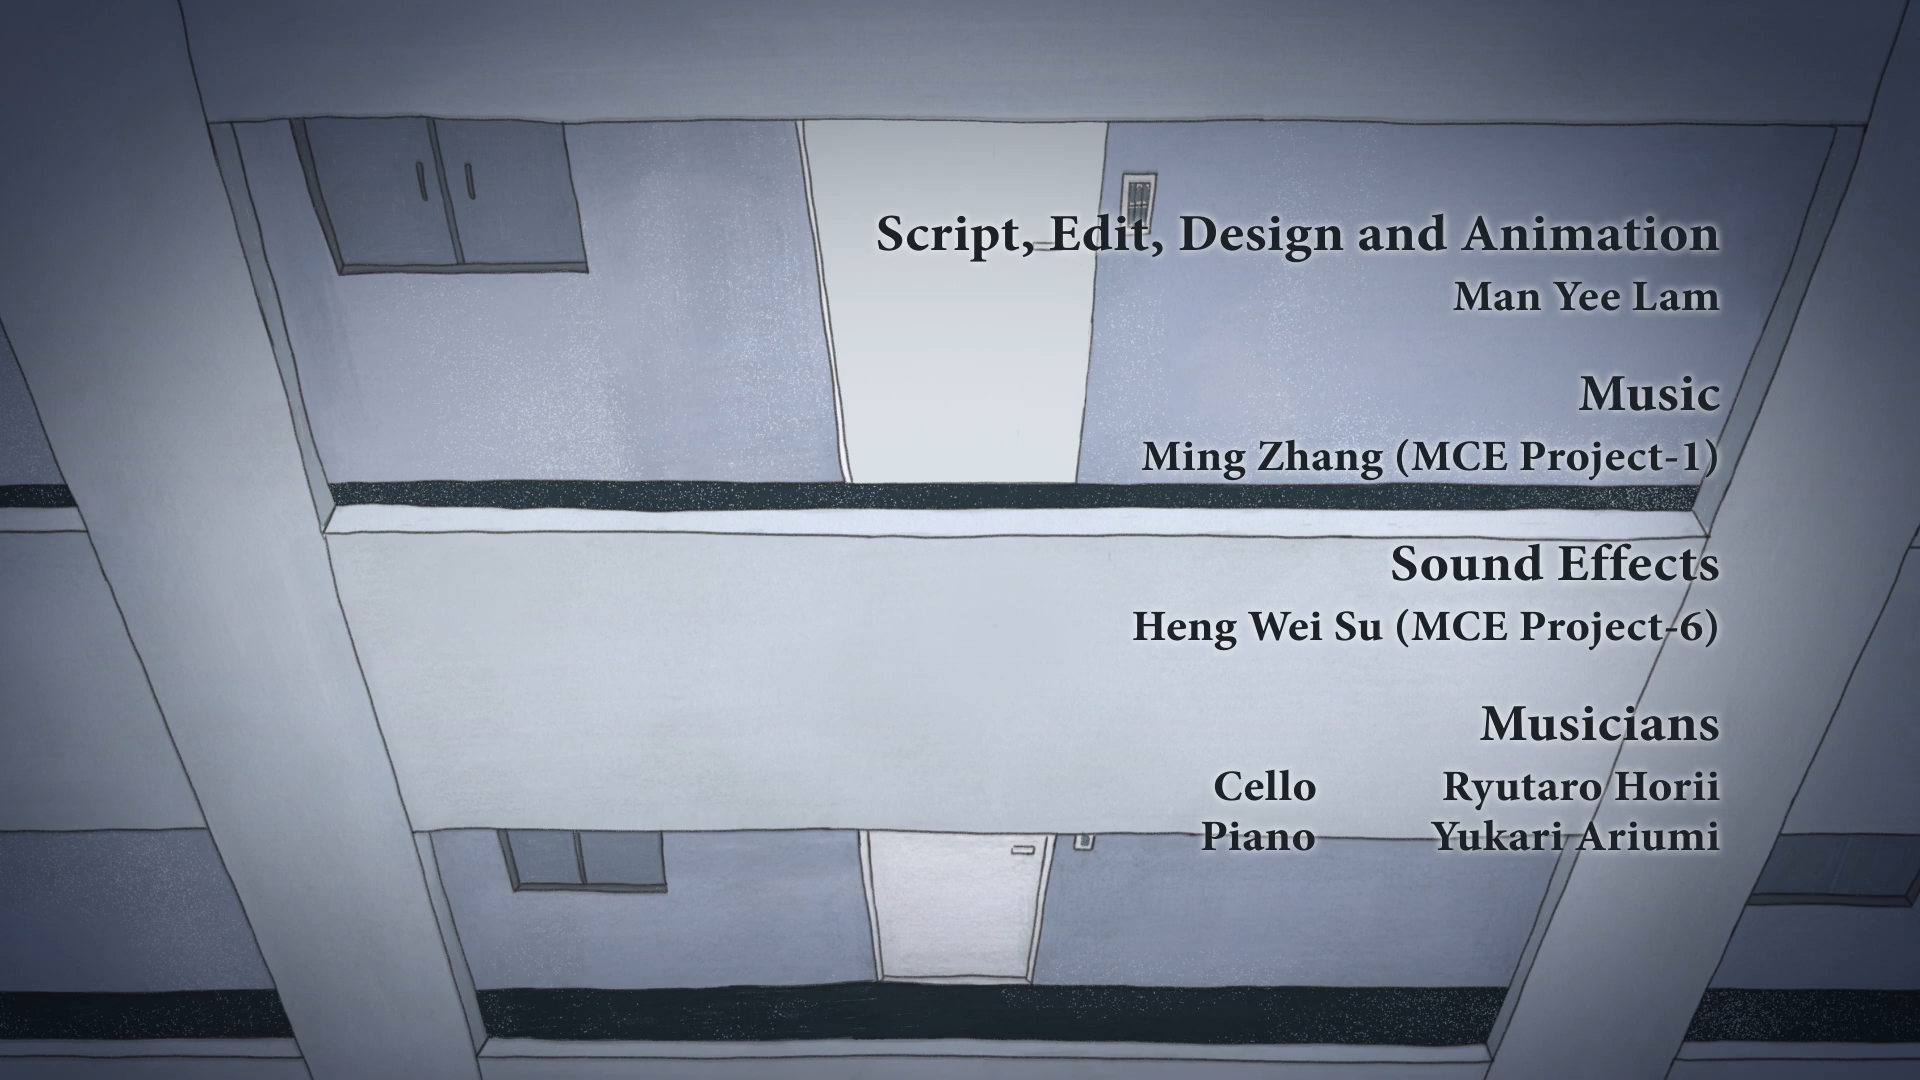 Script, Edit, Design and Animation
Man Yee Lam
Music
Ming Zhang (MCE Project-1)
Sound Effects
Heng Wei Su (MCE Project-6)
Musicians
Cello Ryutaro Horii
Piano Yukari Ariumi